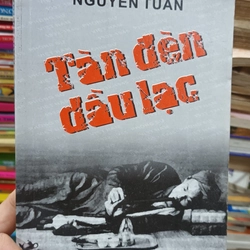 NGUYỄN TUÂN
Tàn đèn
dầu lạc